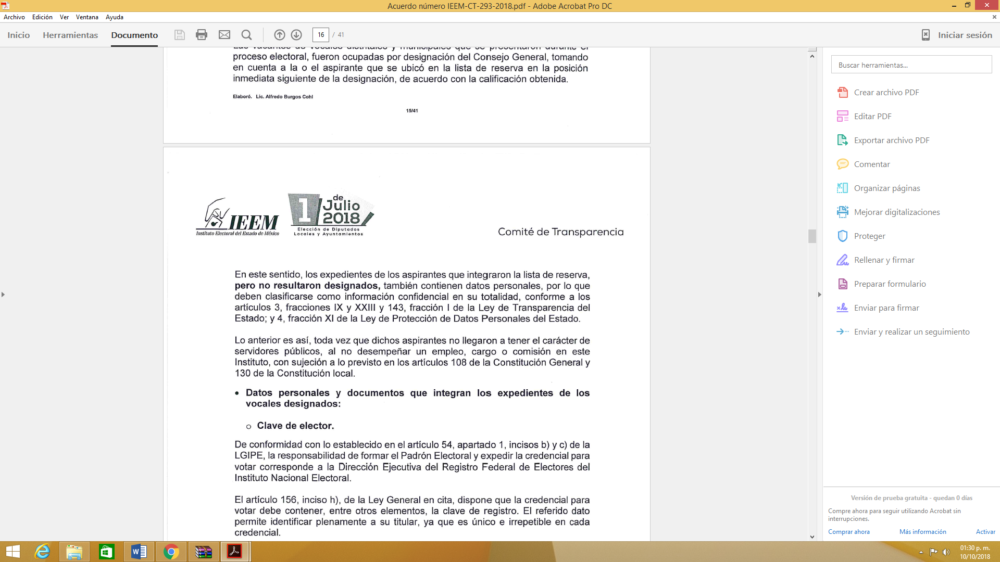 Acuerdo número IEEM-CT-293-2018.pdf - Adobe Acrobat Pro DC
Archivo Edición Ver Ventana Ayuda
Inicio Herramientas Documento 16 / 41 Iniciar sesión
Las vacantes de vocales distritales y municipales que se presentaron durante el
proceso electoral, fueron ocupadas por designación del Consejo General, tomando
en cuenta a la o el aspirante que se ubicó en la lista de reserva en la posición
inmediata siguiente de la designación, de acuerdo con la calificación obtenida.
Elaboró. Lic. Alfredo Burgos Cohl
15/41
IEEM
Instituto Electoral del Estado de México
1 de Julio 2018
Elección de Diputados
Locales y Ayuntamientos
Comité de Transparencia
En este sentido, los expedientes de los aspirantes que integraron la lista de reserva,
pero no resultaron designados, también contienen datos personales, por lo que
deben clasificarse como información confidencial en su totalidad, conforme a los
artículos 3, fracciones IX y XXIII y 143, fracción I de la Ley de Transparencia del
Estado; y 4, fracción XI de la Ley de Protección de Datos Personales del Estado.
Lo anterior es así, toda vez que dichos aspirantes no llegaron a tener el carácter de
servidores públicos, al no desempeñar un empleo, cargo o comisión en este
Instituto, con sujeción a lo previsto en los artículos 108 de la Constitución General y
130 de la Constitución local.
• Datos personales y documentos que integran los expedientes de los
vocales designados:
o Clave de elector.
De conformidad con lo establecido en el artículo 54, apartado 1, incisos b) y c) de la
LGIPE, la responsabilidad de formar el Padrón Electoral y expedir la credencial para
votar corresponde a la Dirección Ejecutiva del Registro Federal de Electores del
Instituto Nacional Electoral.
El artículo 156, inciso h), de la Ley General en cita, dispone que la credencial para
votar debe contener, entre otros elementos, la clave de registro. El referido dato
permite identificar plenamente a su titular, ya que es único e irrepetible en cada
credencial.
Buscar herramientas...
Crear archivo PDF
Editar PDF
Exportar archivo PDF
Comentar
Organizar páginas
Mejorar digitalizaciones
Proteger
Rellenar y firmar
Preparar formulario
Enviar para firmar
Enviar y realizar un seguimiento
Versión de prueba gratuita - quedan 0 días
Compre ahora para seguir utilizando Acrobat sin
interrupciones.
Comprar ahora Más información Activar
01:30 p. m.
10/10/2018